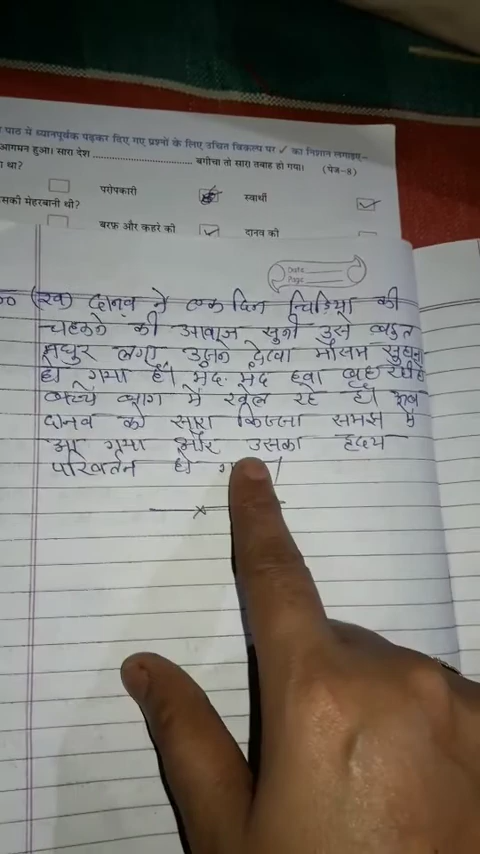 पाठ में ध्यानपूर्वक पढ़कर दिए गए प्रश्नों के लिए उचित विकल्प पर ✓ का निशान लगाइए–
आगमन हुआ। सारा देश .................................. बगीचा तो सारा तबाह हो गया। (पेज-8)
था?
परोपकारी स्वार्थी
मेहरबानी थी?
बरफ़ और कुहरे की दानव की
Date
Page
(ख) दानव ने एक दिन चिड़िया की
चहकने की आवाज सुनी उसे बहुत
मधुर लगा उसने देखा मौसम सुहाना
हो गया है। मंद-मंद हवा बह रही है
बच्चे बाग में खेल रहे है। अब
दानव को सारा किस्सा समझ में
आ गया और उसका हृदय
परिवर्तन हो